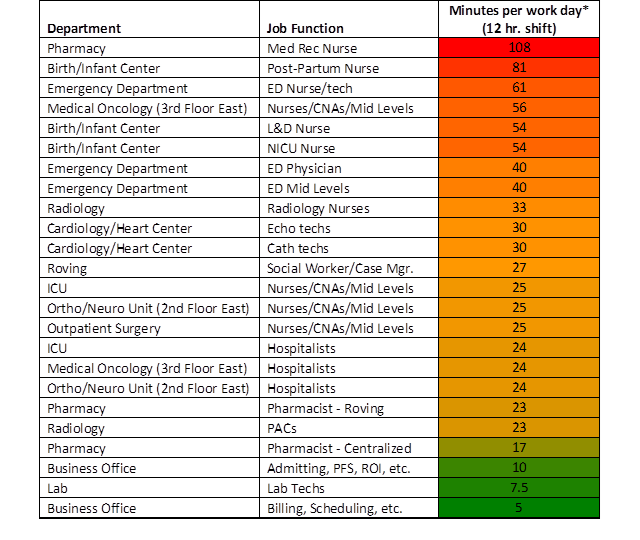 Department Job Function Minutes per work day* (12 hr. shift)
Pharmacy Med Rec Nurse 108
Birth/Infant Center Post-Partum Nurse 81
Emergency Department ED Nurse/tech 61
Medical Oncology (3rd Floor East) Nurses/CNAs/Mid Levels 56
Birth/Infant Center L&D Nurse 54
Birth/Infant Center NICU Nurse 54
Emergency Department ED Physician 40
Emergency Department ED Mid Levels 40
Radiology Radiology Nurses 33
Cardiology/Heart Center Echo techs 30
Cardiology/Heart Center Cath techs 30
Roving Social Worker/Case Mgr. 27
ICU Nurses/CNAs/Mid Levels 25
Ortho/Neuro Unit (2nd Floor East) Nurses/CNAs/Mid Levels 25
Outpatient Surgery Nurses/CNAs/Mid Levels 25
ICU Hospitalists 24
Medical Oncology (3rd Floor East) Hospitalists 24
Ortho/Neuro Unit (2nd Floor East) Hospitalists 24
Pharmacy Pharmacist - Roving 23
Radiology PACs 23
Pharmacy Pharmacist - Centralized 17
Business Office Admitting, PFS, ROI, etc. 10
Lab Lab Techs 7.5
Business Office Billing, Scheduling, etc. 5